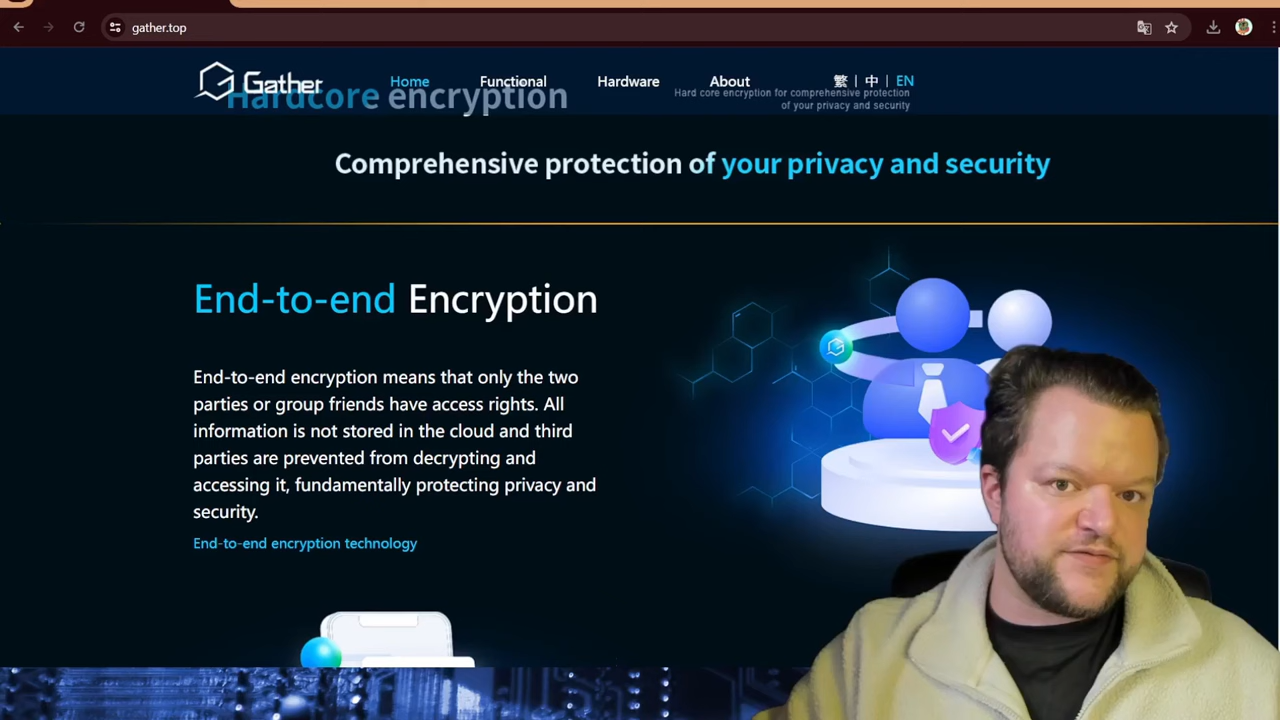 gather.top
Gather
Home
Functional
Hardware
About
繁 | 中 | EN
Hardcore encryption
Hard core encryption for comprehensive protection
of your privacy and security
Comprehensive protection of your privacy and security
End-to-end Encryption
End-to-end encryption means that only the two
parties or group friends have access rights. All
information is not stored in the cloud and third
parties are prevented from decrypting and
accessing it, fundamentally protecting privacy and
security.
End-to-end encryption technology